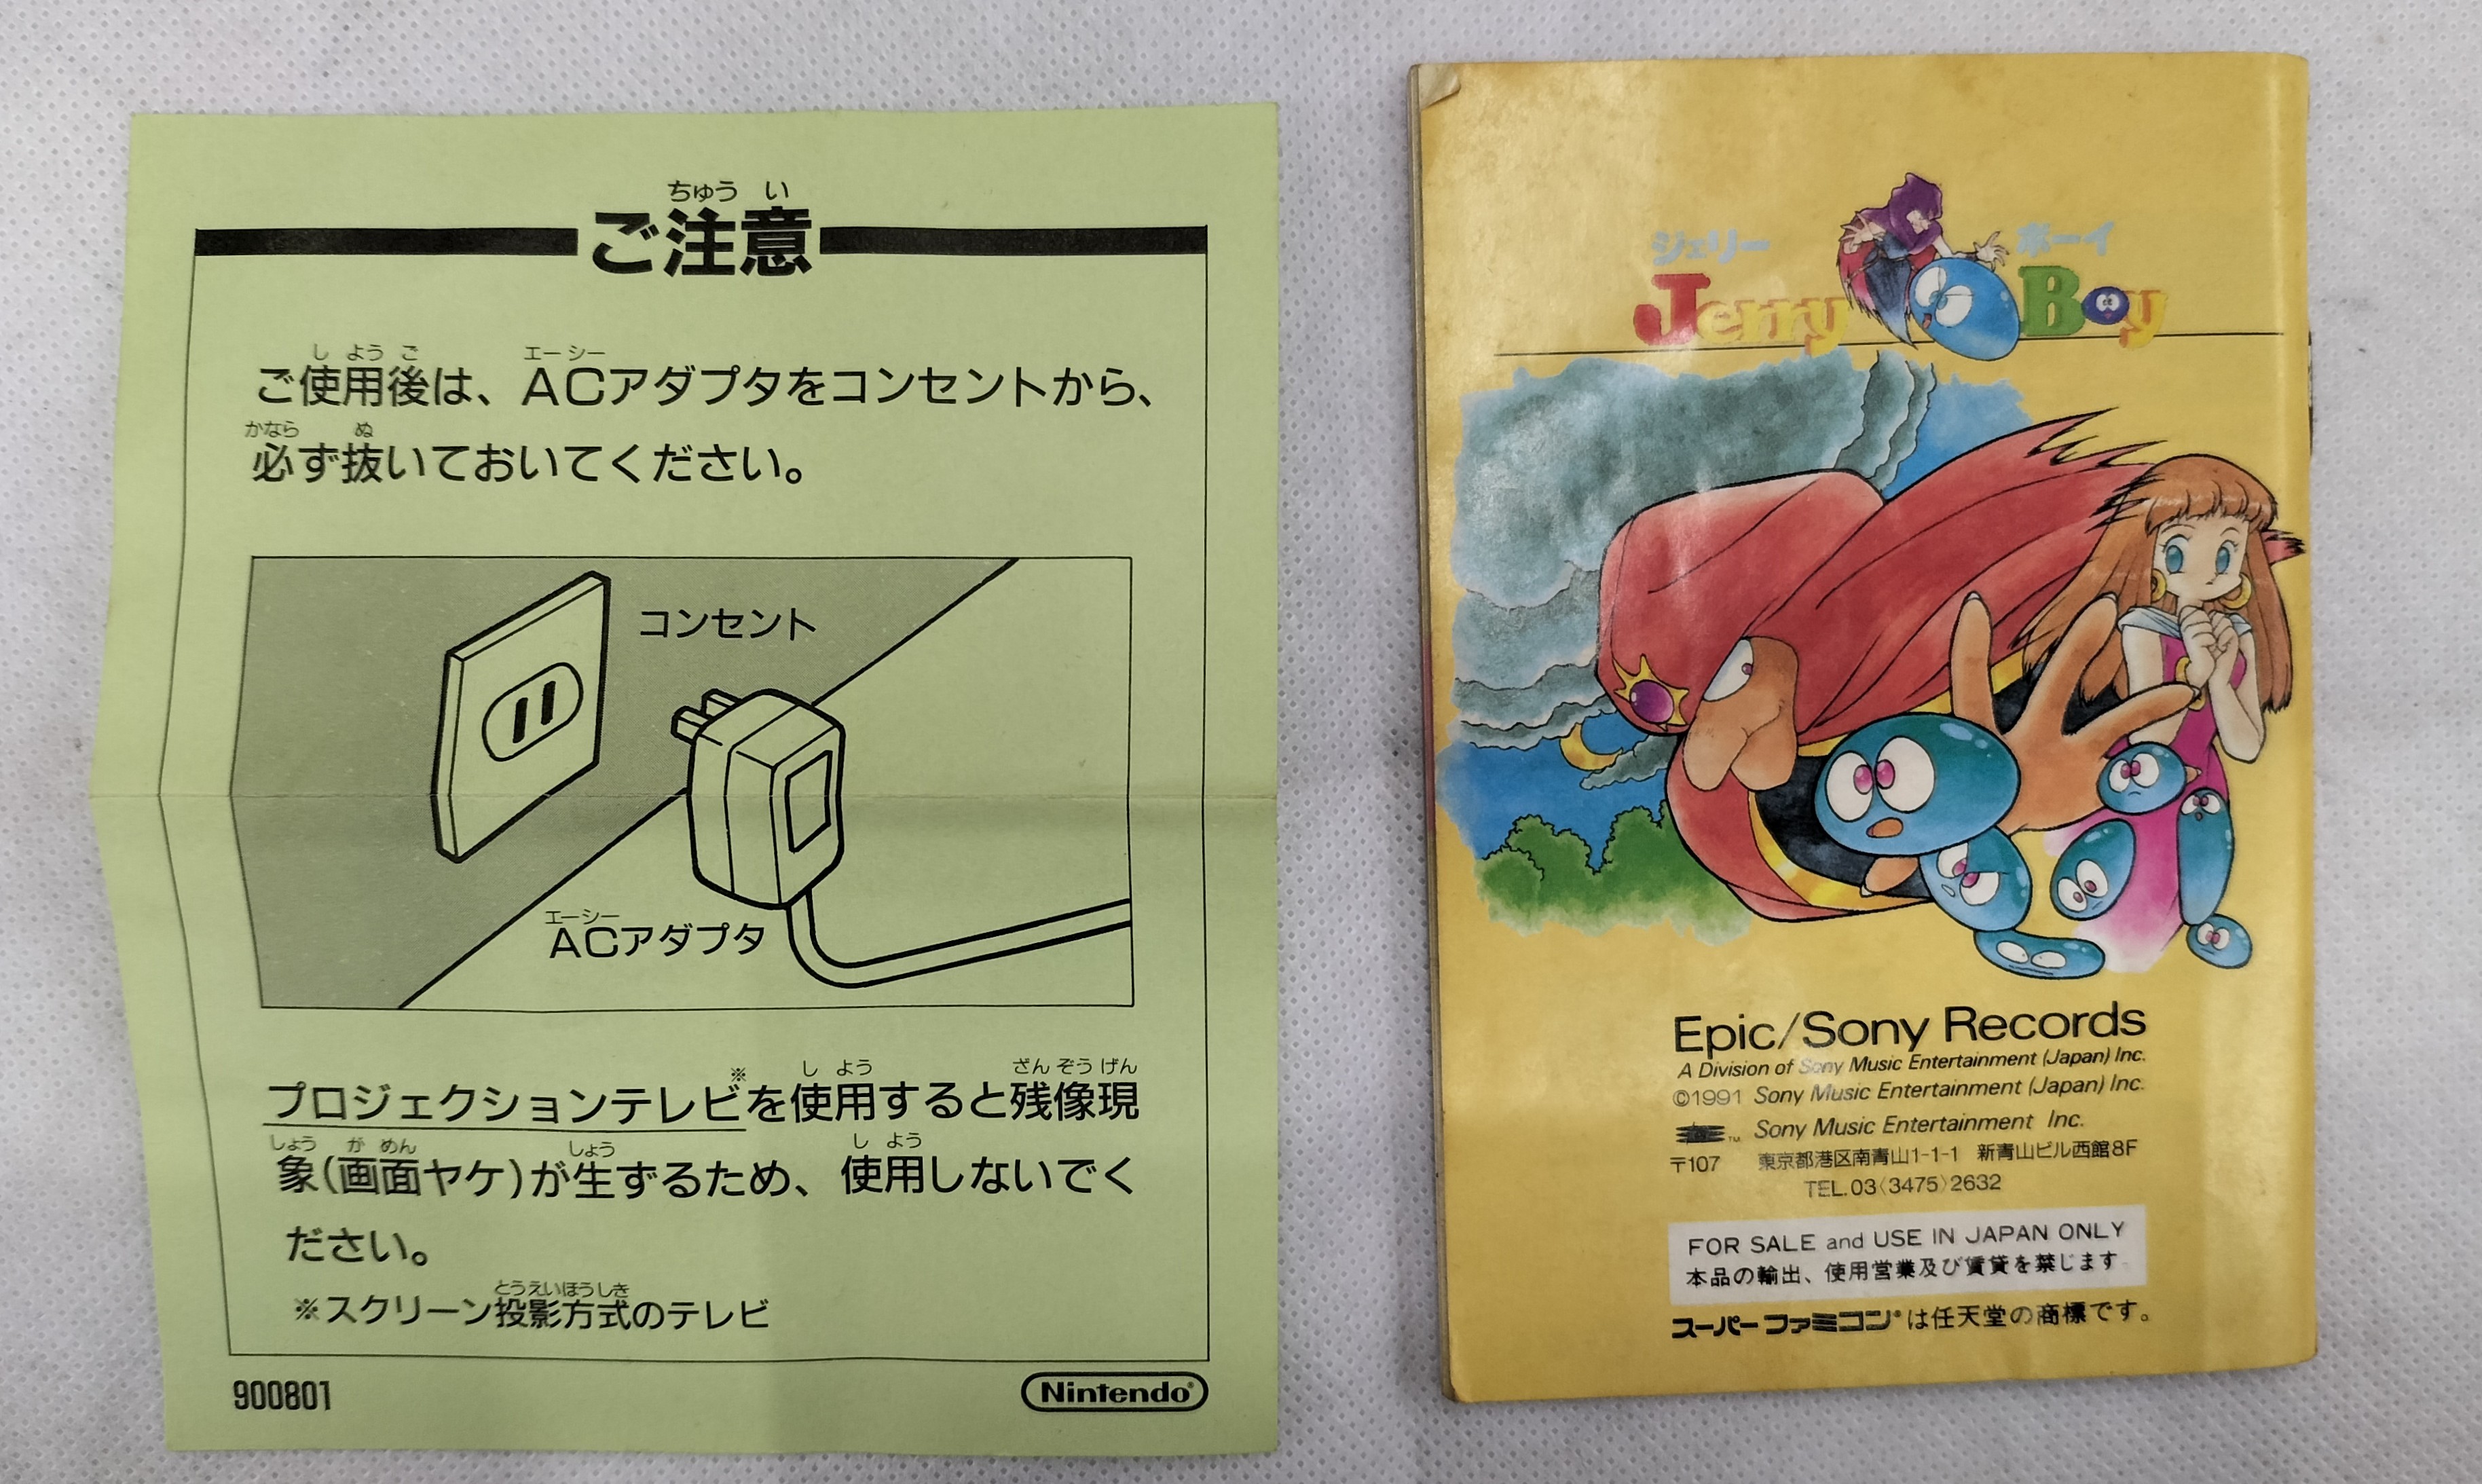 ちゅう い
ご注意
し よう ご エーシー
ご使用後は、ACアダプタをコンセントから、
かなら ぬ
必ず抜いておいてください。
コンセント
エーシー
ACアダプタ
※ し よう ざん ぞう げん
プロジェクションテレビを使用すると残像現
しょう が めん しょう し よう
象(画面ヤケ)が生ずるため、使用しないでく
ださい。
とうえいほうしき
※スクリーン投影方式のテレビ
900801
Nintendo®
ジェリー ボーイ
Jerry Boy
Epic/Sony Records
A Division of Sony Music Entertainment (Japan) Inc.
©1991 Sony Music Entertainment (Japan) Inc.
TM Sony Music Entertainment Inc.
〒107 東京都港区南青山1-1-1 新青山ビル西館8F
TEL.03〈3475〉2632
FOR SALE and USE IN JAPAN ONLY
本品の輸出、使用営業及び賃貸を禁じます
スーパーファミコン®は任天堂の商標です。